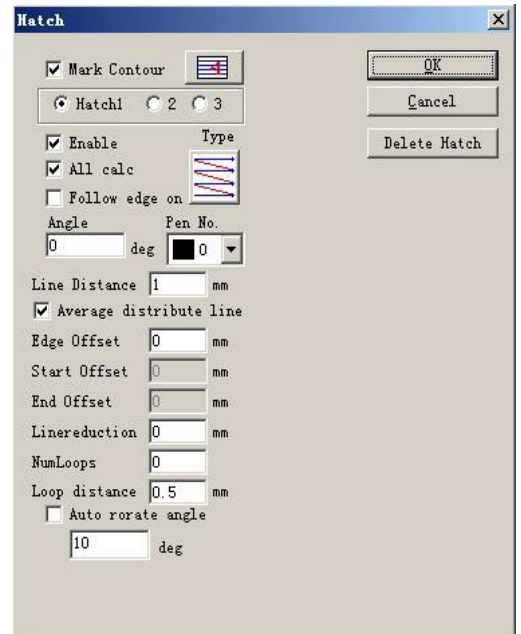 Hatch
Mark Contour
OK
Hatch1 2 3
Cancel
Enable
Type
Delete Hatch
All calc
Follow edge on
Angle
Pen No.
0 deg
0
Line Distance 1 mm
Average distribute line
Edge Offset 0 mm
Start Offset 0 mm
End Offset 0 mm
Linereduction 0 mm
NumLoops 0
Loop distance 0.5 mm
Auto rorate angle
10 deg